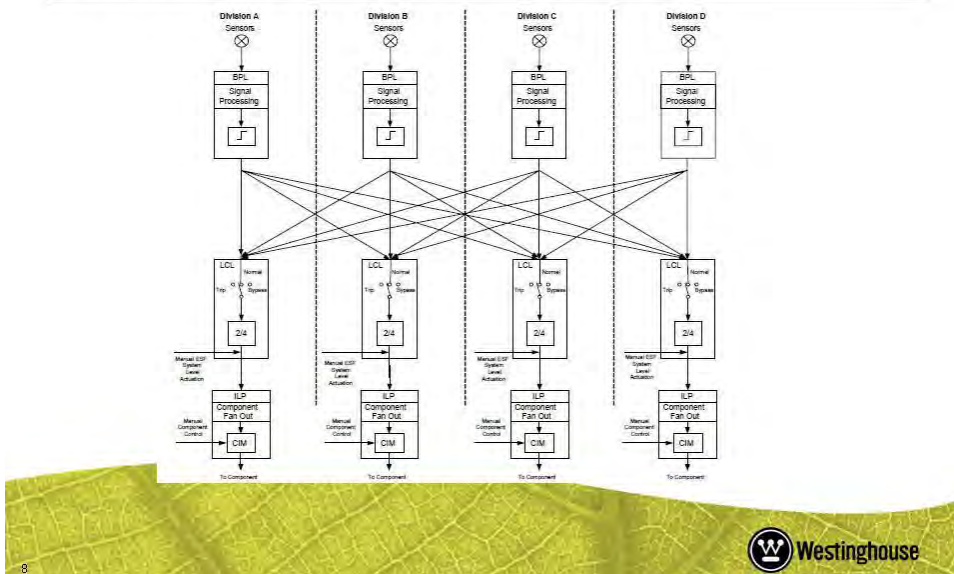 Division A
Sensors
BPL
Signal
Processing
LCL
Normal
Trip
Bypass
2/4
Manual ESF
System
Level
Actuation
ILP
Component
Fan Out
Manual
Component
Control
CIM
To Component
Division B
Sensors
BPL
Signal
Processing
LCL
Normal
Trip
Bypass
2/4
Manual ESF
System
Level
Actuation
ILP
Component
Fan Out
Manual
Component
Control
CIM
To Component
Division C
Sensors
BPL
Signal
Processing
LCL
Normal
Trip
Bypass
2/4
Manual ESF
System
Level
Actuation
ILP
Component
Fan Out
Manual
Component
Control
CIM
To Component
Division D
Sensors
BPL
Signal
Processing
LCL
Normal
Trip
Bypass
2/4
Manual ESF
System
Level
Actuation
ILP
Component
Fan Out
Manual
Component
Control
CIM
To Component
8
W Westinghouse